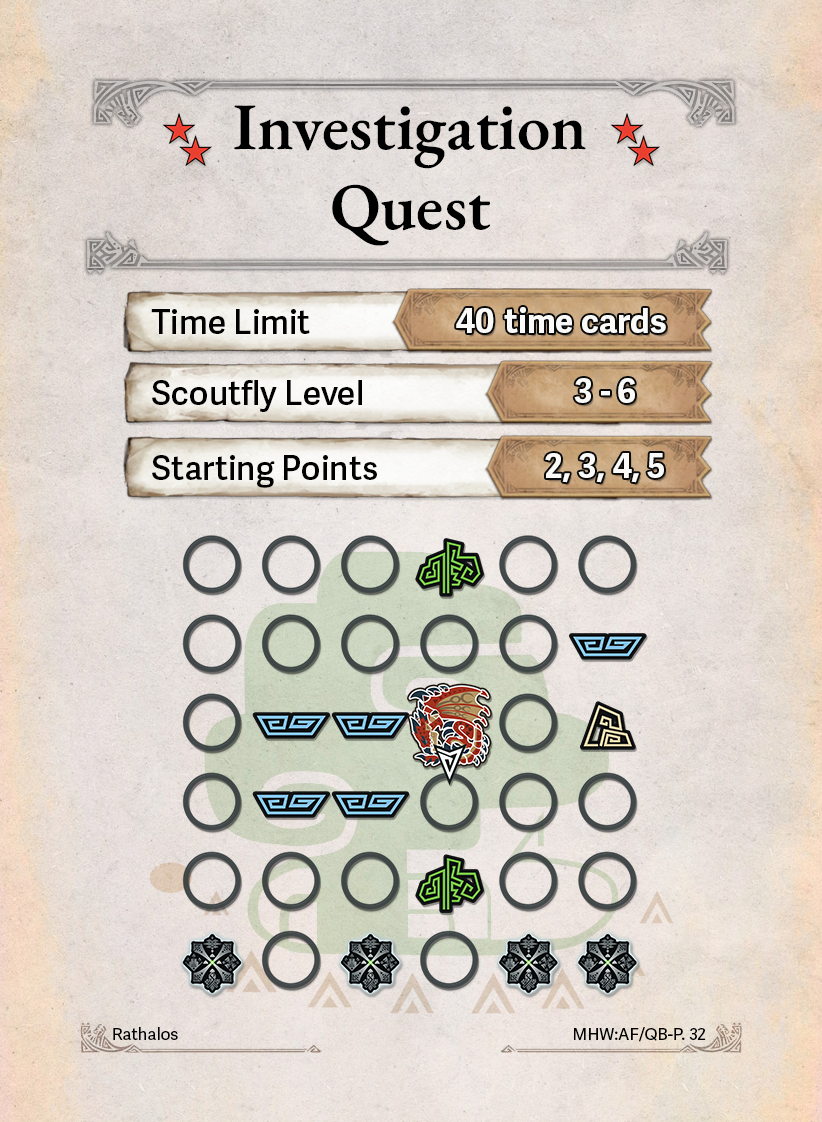 Investigation
Quest
Time Limit 40 time cards
Scoutfly Level 3 - 6
Starting Points 2, 3, 4, 5
Rathalos MHW:AF/QB-P. 32